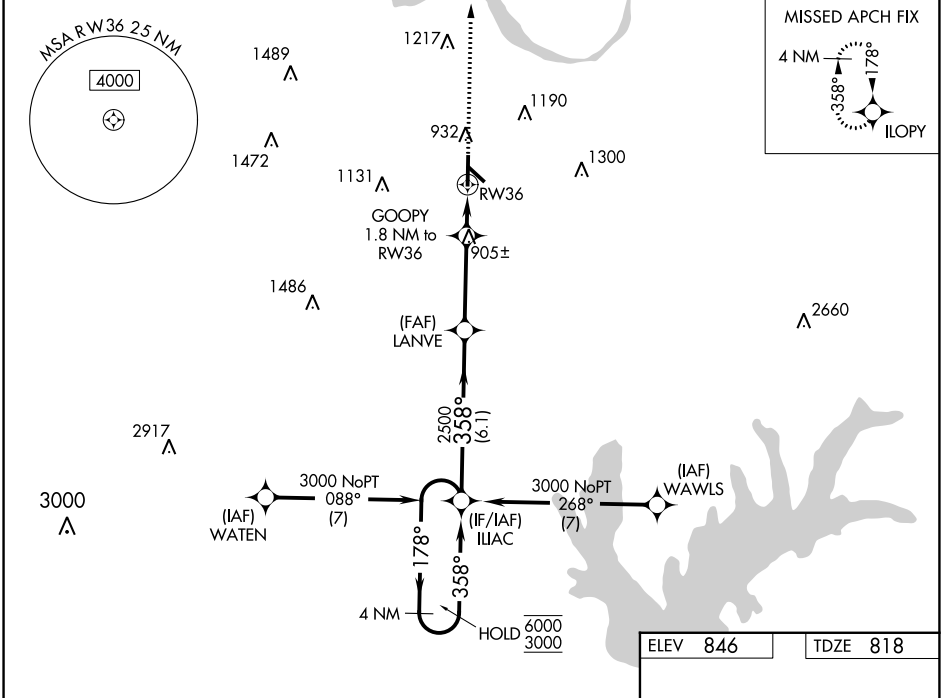 MSA RW36 25 NM
4000
1489
1472
1217
1190
932
1131
1300
RW36
GOOPY
1.8 NM to
RW36
905±
1486
2660
(FAF)
LANVE
2500
358°
(6.1)
2917
3000
(IAF)
WATEN
3000 NoPT
088°
(7)
(IF/IAF)
ILIAC
3000 NoPT
268°
(7)
(IAF)
WAWLS
178°
358°
4 NM
HOLD
6000
3000
MISSED APCH FIX
4 NM
358°
178°
ILOPY
ELEV 846
TDZE 818